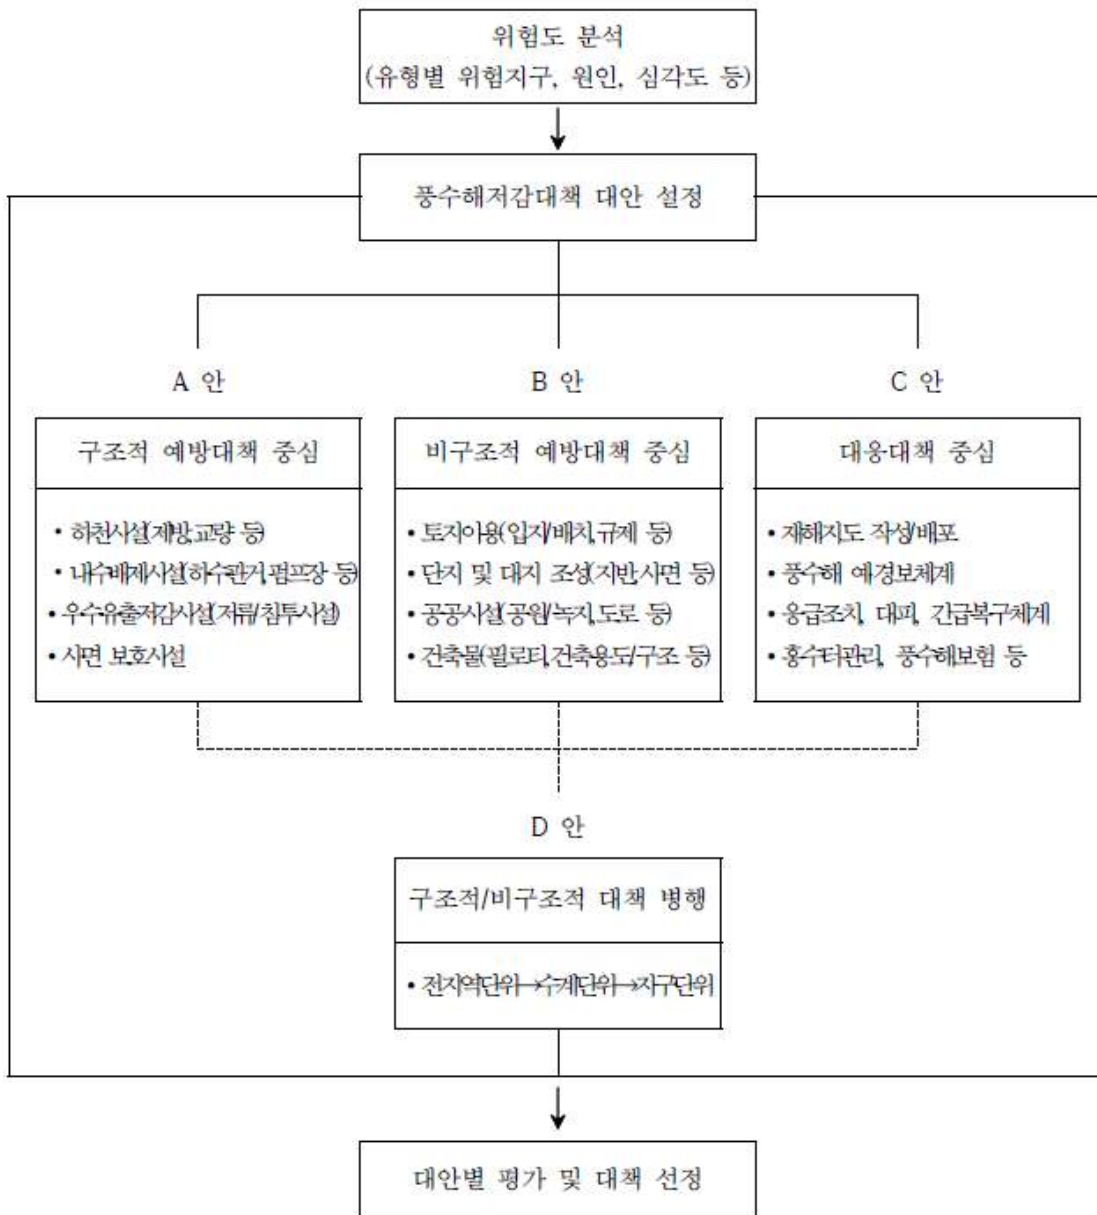 위험도 분석
(유형별 위험지구, 원인, 심각도 등)
풍수해저감대책 대안 설정
A 안
구조적 예방대책 중심
• 하천시설(제방,교량 등)
• 내수배제시설(하수관거,펌프장 등)
• 우수유출저감시설(저류/침투시설)
• 사면 보호시설
B 안
비구조적 예방대책 중심
• 토지이용(입지/배치,규제 등)
• 단지 및 대지 조성(지반,사면 등)
• 공공시설(공원/녹지,도로 등)
• 건축물(필로티,건축용도/구조 등)
C 안
대응대책 중심
• 재해지도 작성/배포
• 풍수해 예경보체계
• 응급조치, 대피, 긴급복구체계
• 홍수터관리, 풍수해보험 등
D 안
구조적/비구조적 대책 병행
• 전지역단위→수계단위→지구단위
대안별 평가 및 대책 선정